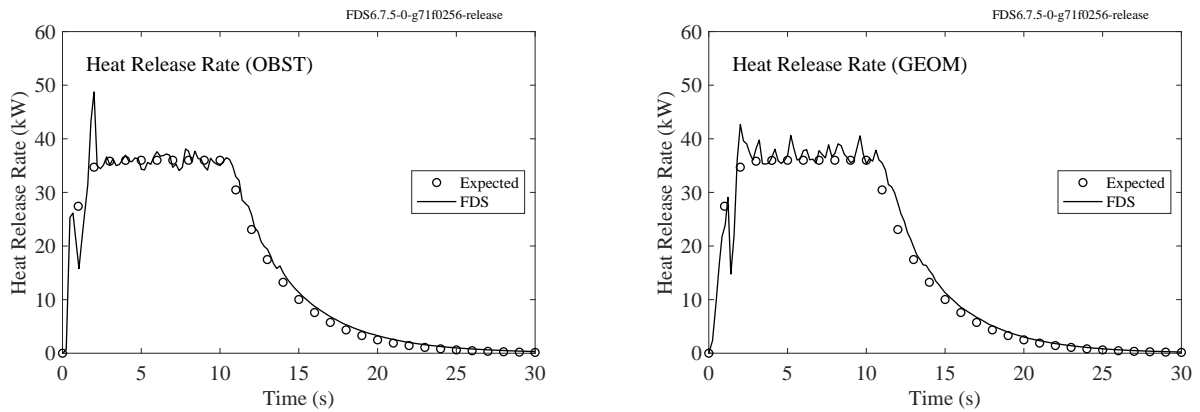 FDS6.7.5-0-g71f0256-release
Heat Release Rate (OBST)
Heat Release Rate (kW)
60
50
40
30
20
10
0
Expected
FDS
0 5 10 15 20 25 30
Time (s)
FDS6.7.5-0-g71f0256-release
Heat Release Rate (GEOM)
Heat Release Rate (kW)
60
50
40
30
20
10
0
Expected
FDS
0 5 10 15 20 25 30
Time (s)